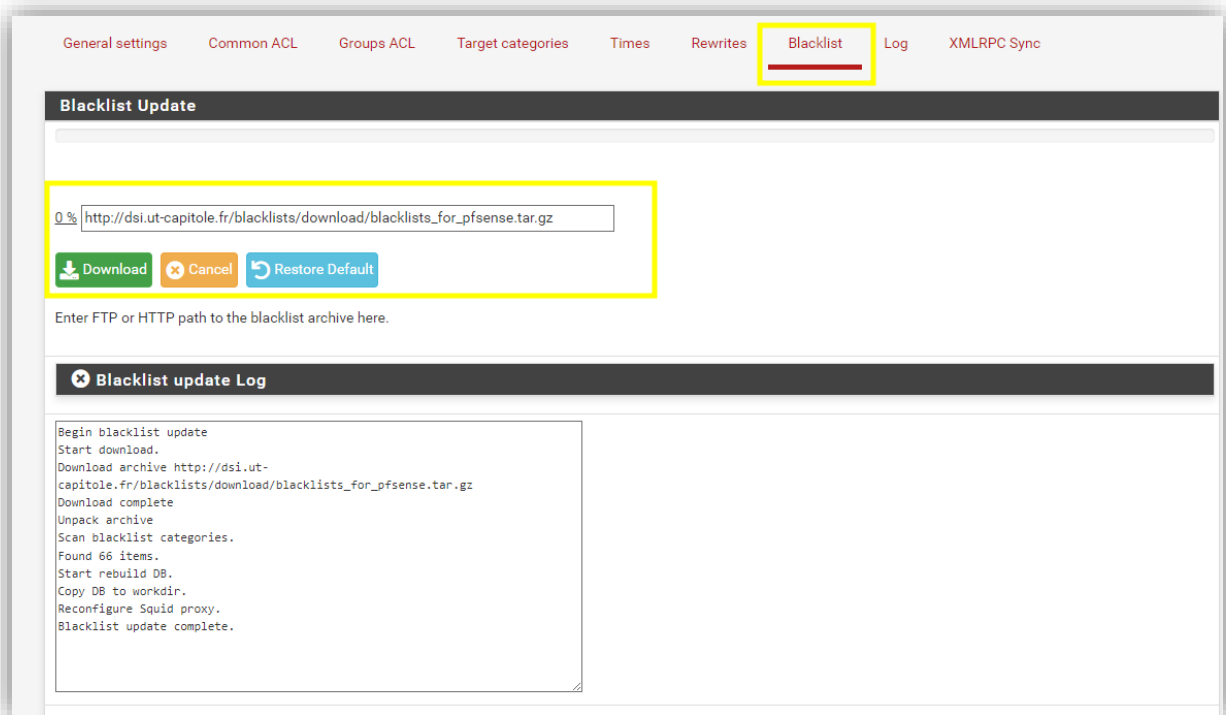 General settings Common ACL Groups ACL Target categories Times Rewrites Blacklist Log XMLRPC Sync
Blacklist Update
0 % http://dsi.ut-capitole.fr/blacklists/download/blacklists_for_pfsense.tar.gz
Download Cancel Restore Default
Enter FTP or HTTP path to the blacklist archive here.
Blacklist update Log
Begin blacklist update
Start download.
Download archive http://dsi.ut-
capitole.fr/blacklists/download/blacklists_for_pfsense.tar.gz
Download complete
Unpack archive
Scan blacklist categories.
Found 66 items.
Start rebuild DB.
Copy DB to workdir.
Reconfigure Squid proxy.
Blacklist update complete.